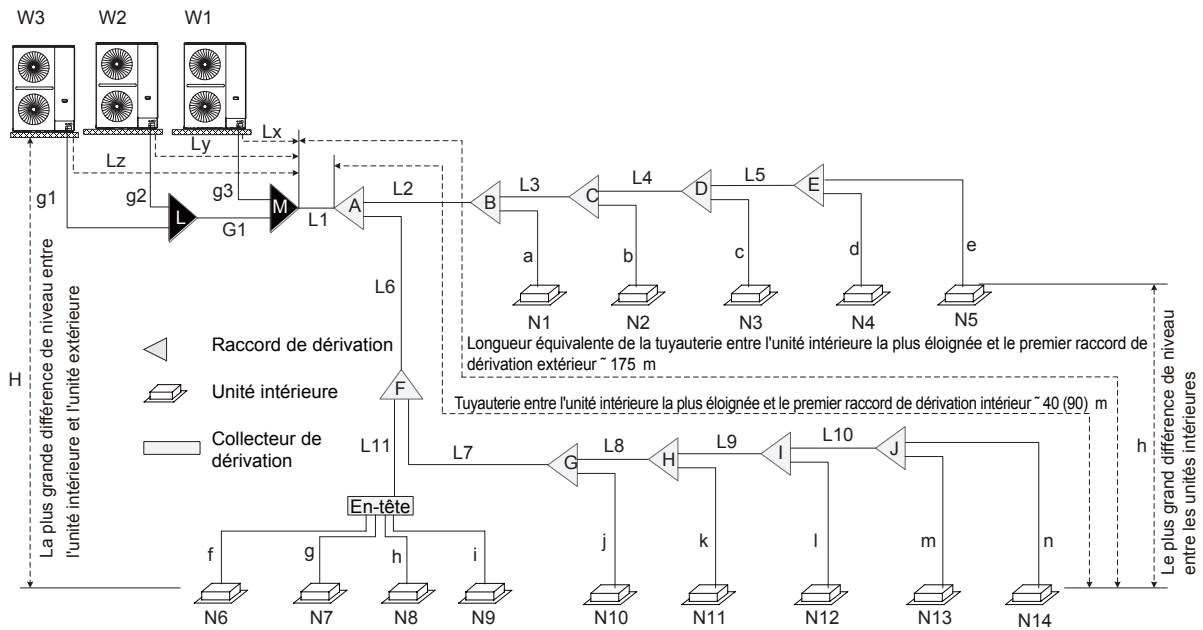 W3 W2 W1
Lx
Ly
Lz
g1 g2 g3
L M L1 A L2 B L3 C L4 D L5 E
G1
a b c d e
L6
N1 N2 N3 N4 N5
H
La plus grande différence de niveau entre
l'unité intérieure et l'unité extérieure
Raccord de dérivation
Unité intérieure
Collecteur de
dérivation
Longueur équivalente de la tuyauterie entre l'unité intérieure la plus éloignée et le premier raccord de
dérivation extérieur ~ 175 m
Tuyauterie entre l'unité intérieure la plus éloignée et le premier raccord de dérivation intérieur ~ 40 (90) m
h
Le plus grand différence de niveau
entre les unités intérieures
F
L11 L7 G L8 H L9 I L10 J
En-tête
f g h i j k l m n
N6 N7 N8 N9 N10 N11 N12 N13 N14